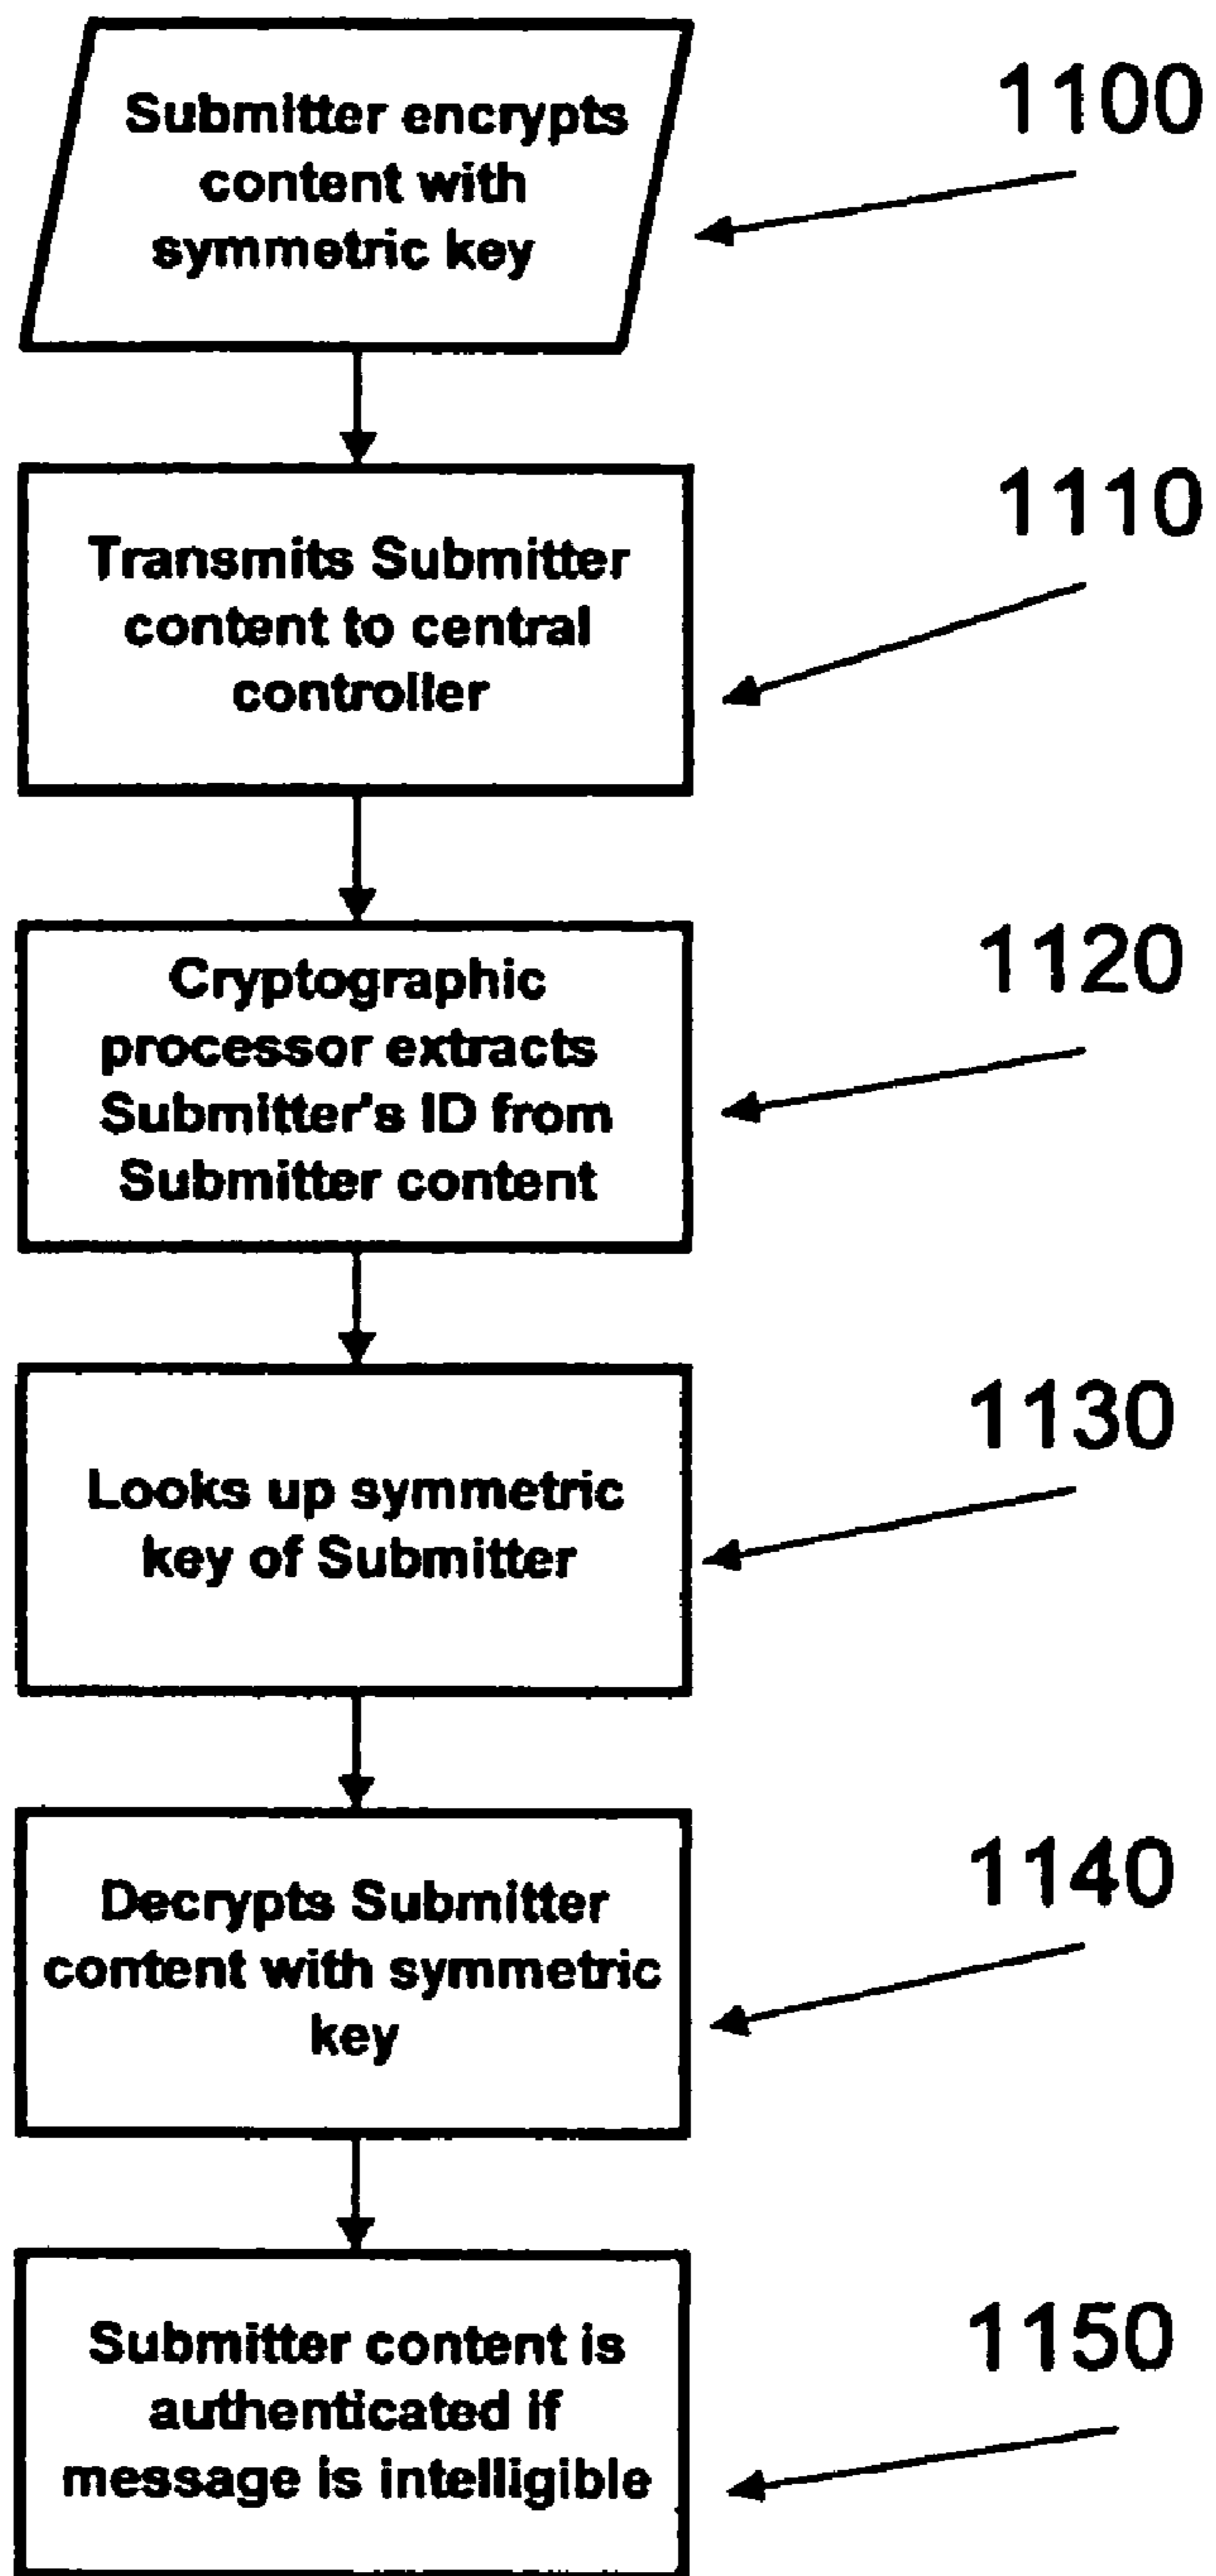 Submitter encrypts
content with
symmetric key
1100
Transmits Submitter
content to central
controller
1110
Cryptographic
processor extracts
Submitter's ID from
Submitter content
1120
Looks up symmetric
key of Submitter
1130
Decrypts Submitter
content with symmetric
key
1140
Submitter content is
authenticated if
message is intelligible
1150